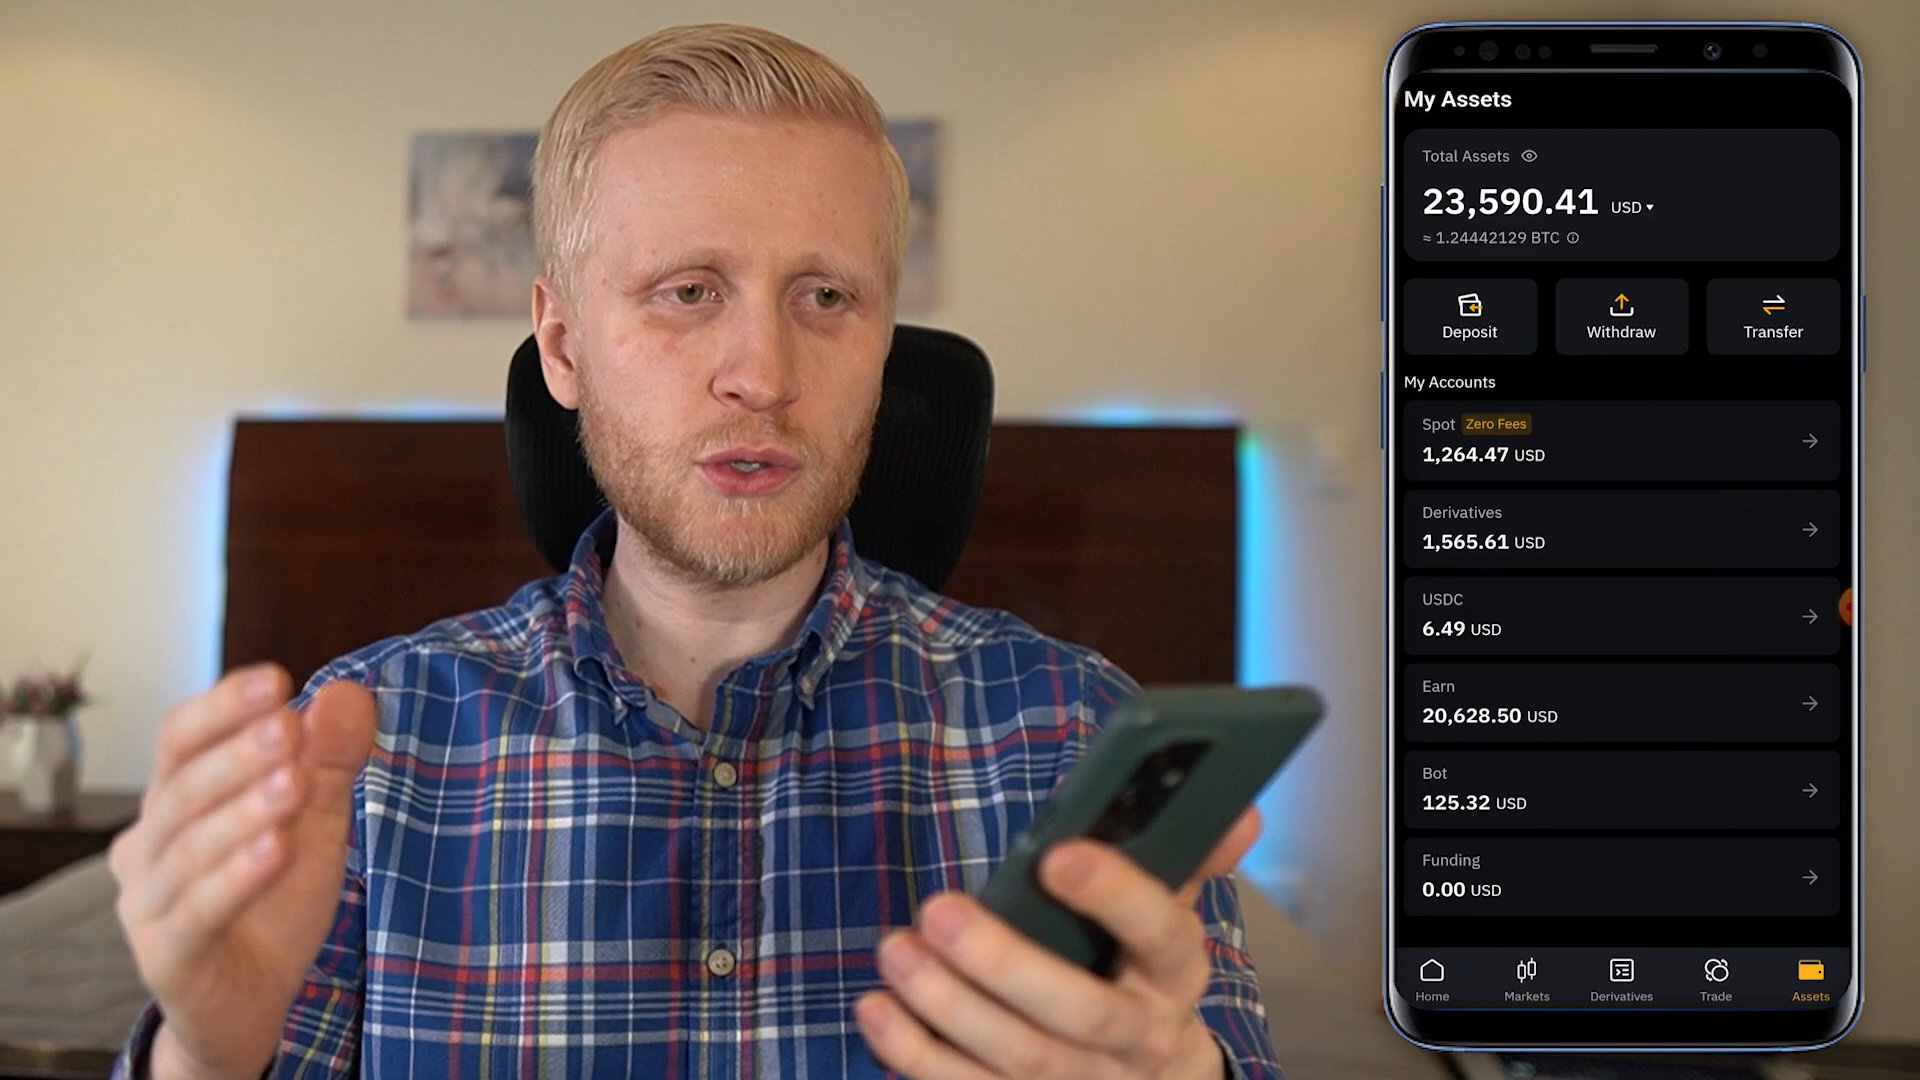 My Assets
Total Assets
23,590.41 USD
≈ 1.24442129 BTC
Deposit Withdraw Transfer
My Accounts
Spot Zero Fees
1,264.47 USD
Derivatives
1,565.61 USD
USDC
6.49 USD
Earn
20,628.50 USD
Bot
125.32 USD
Funding
0.00 USD
Home Markets Derivatives Trade Assets